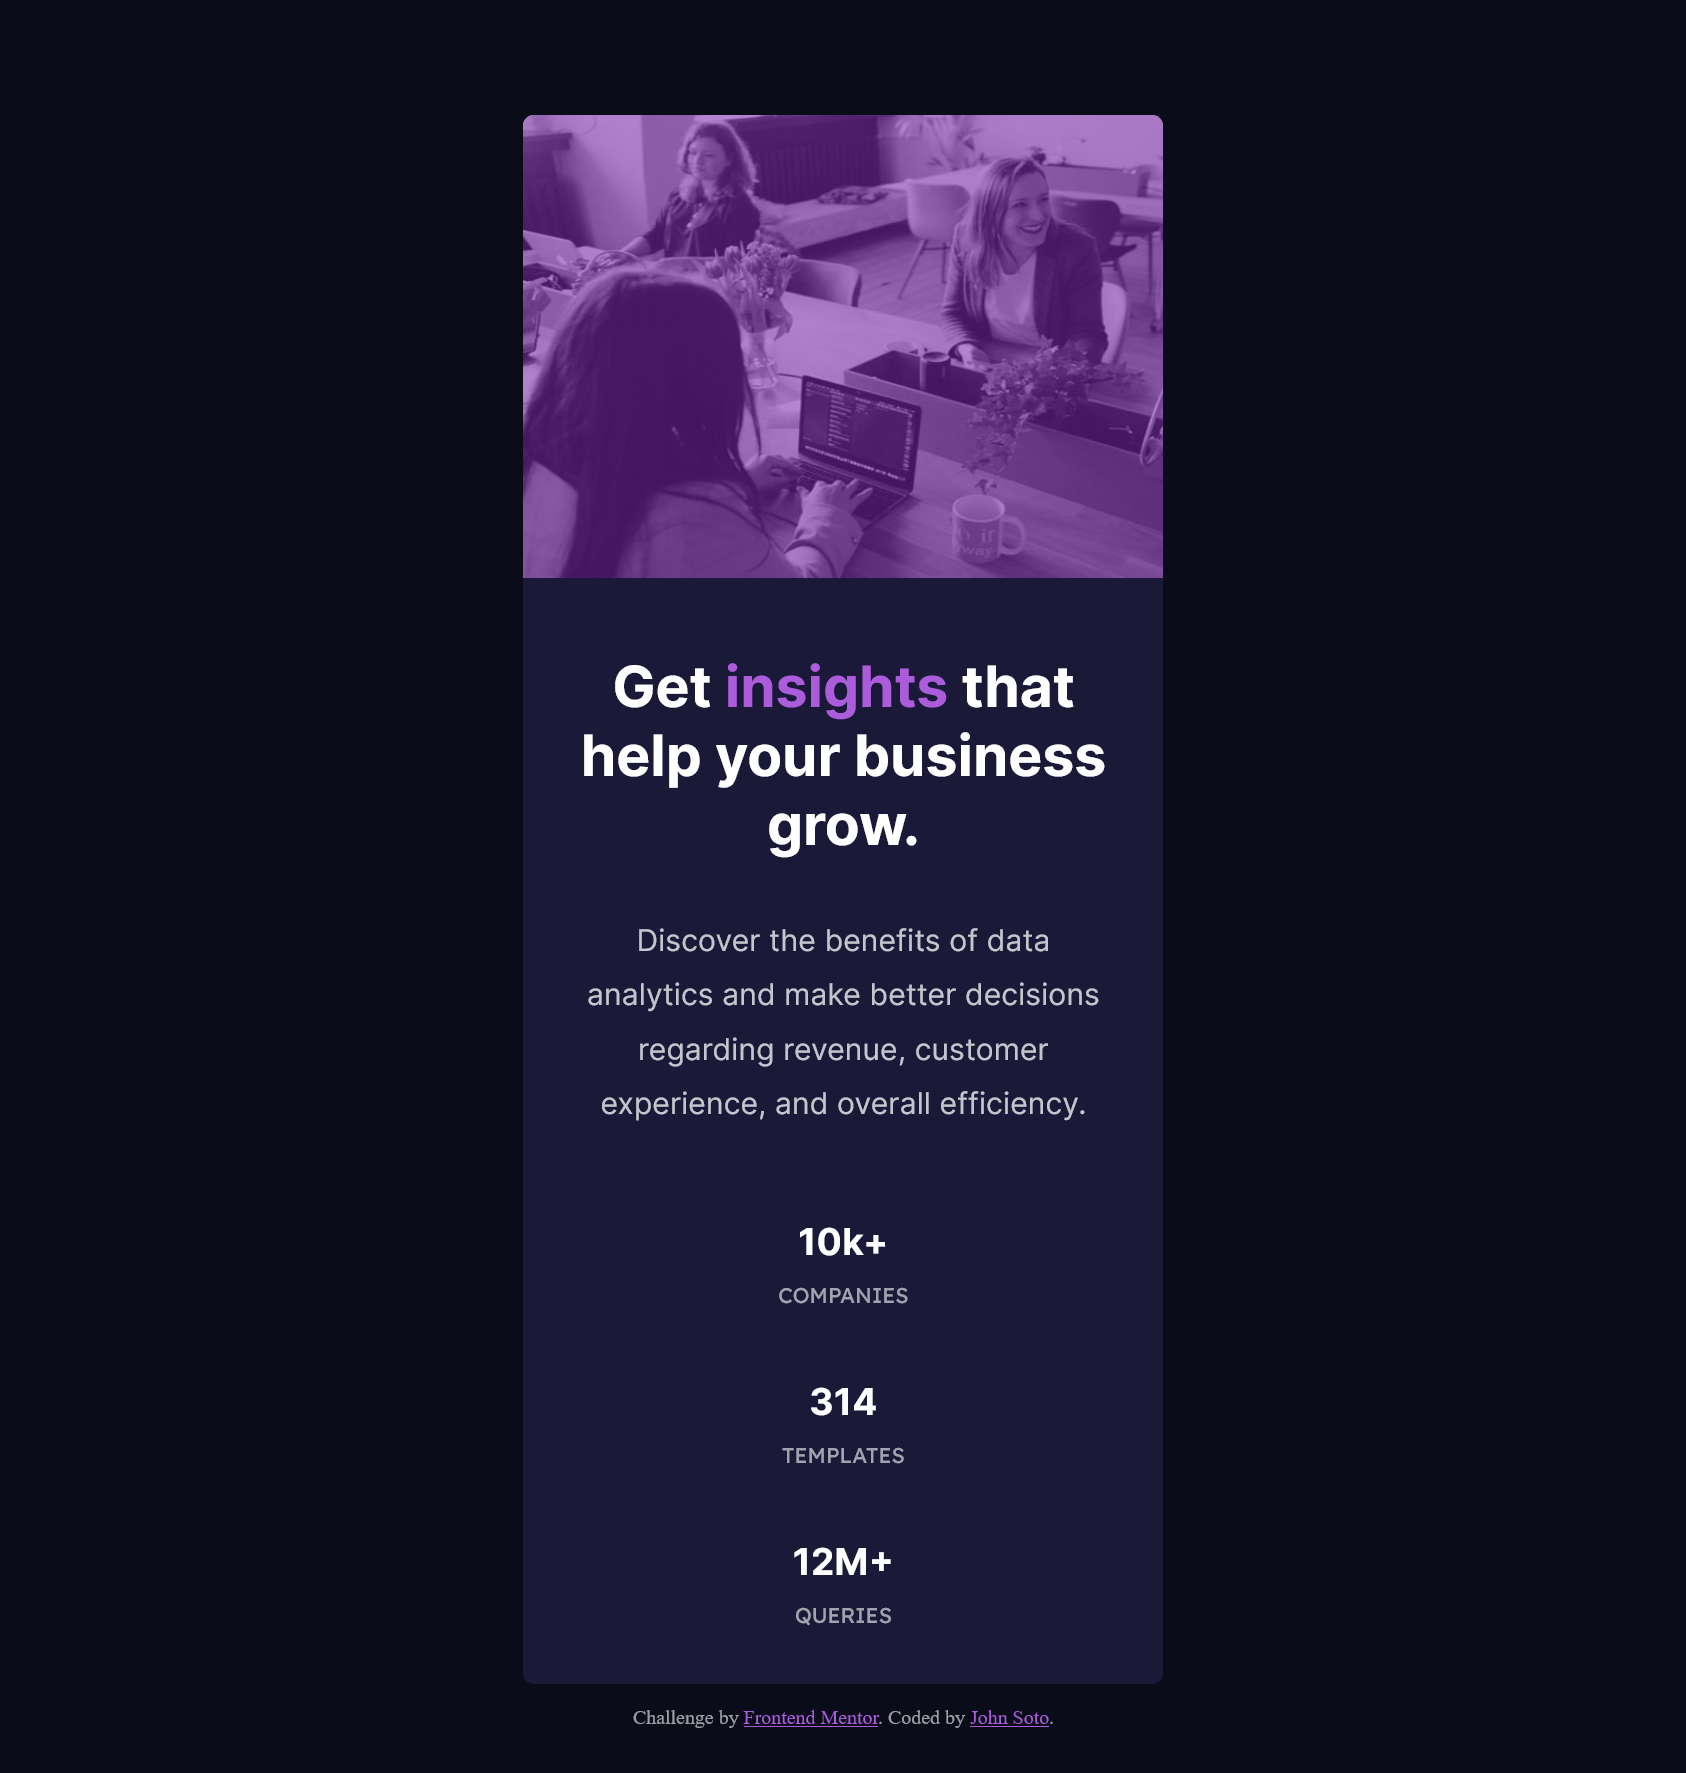 Get insights that
help your business
grow.
Discover the benefits of data
analytics and make better decisions
regarding revenue, customer
experience, and overall efficiency.
10k+
COMPANIES
314
TEMPLATES
12M+
QUERIES
Challenge by Frontend Mentor. Coded by John Soto.